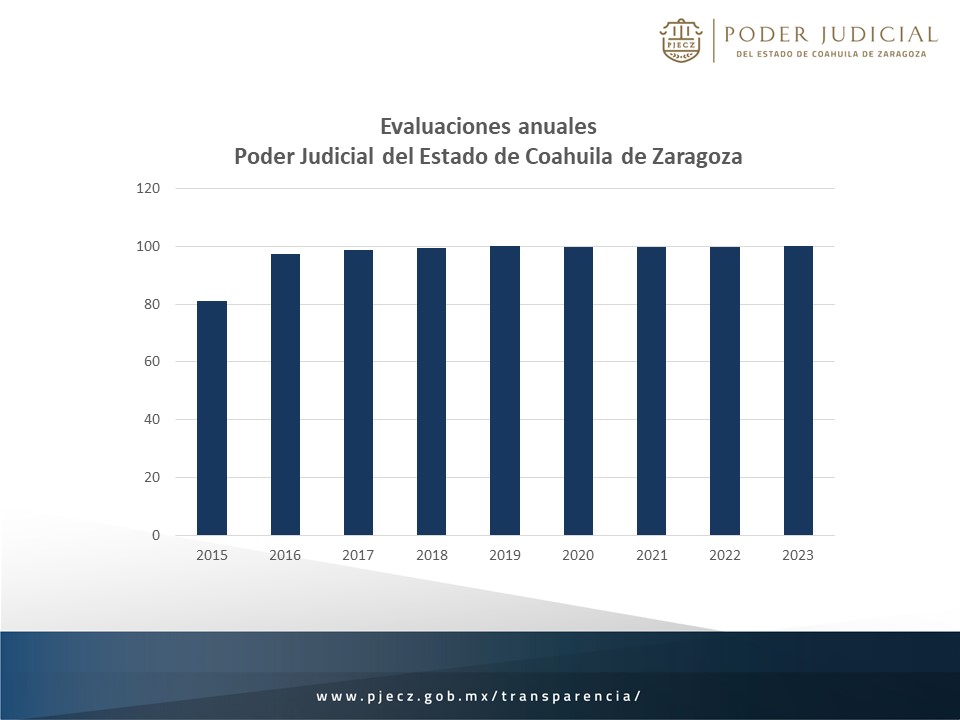 PJECZ
PODER JUDICIAL
DEL ESTADO DE COAHUILA DE ZARAGOZA
Evaluaciones anuales
Poder Judicial del Estado de Coahuila de Zaragoza
120
100
80
60
40
20
0
2015 2016 2017 2018 2019 2020 2021 2022 2023
www.pjecz.gob.mx/transparencia/